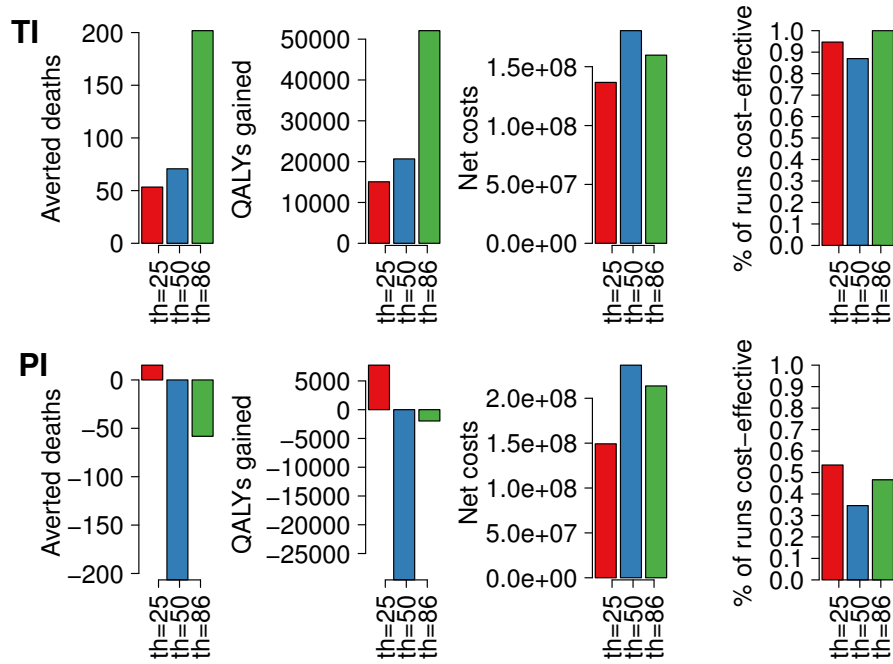 TI
Averted deaths
200
150
100
50
0
th=25
th=50
th=86
QALYs gained
50000
40000
30000
20000
10000
0
th=25
th=50
th=86
Net costs
1.5e+08
1.0e+08
5.0e+07
0.0e+00
th=25
th=50
th=86
% of runs cost−effective
1.0
0.9
0.8
0.7
0.6
0.5
0.4
0.3
0.2
0.1
0.0
th=25
th=50
th=86
PI
Averted deaths
0
−50
−100
−150
−200
th=25
th=50
th=86
QALYs gained
5000
0
−5000
−10000
−15000
−20000
−25000
th=25
th=50
th=86
Net costs
2.0e+08
1.5e+08
1.0e+08
5.0e+07
0.0e+00
th=25
th=50
th=86
% of runs cost−effective
1.0
0.9
0.8
0.7
0.6
0.5
0.4
0.3
0.2
0.1
0.0
th=25
th=50
th=86